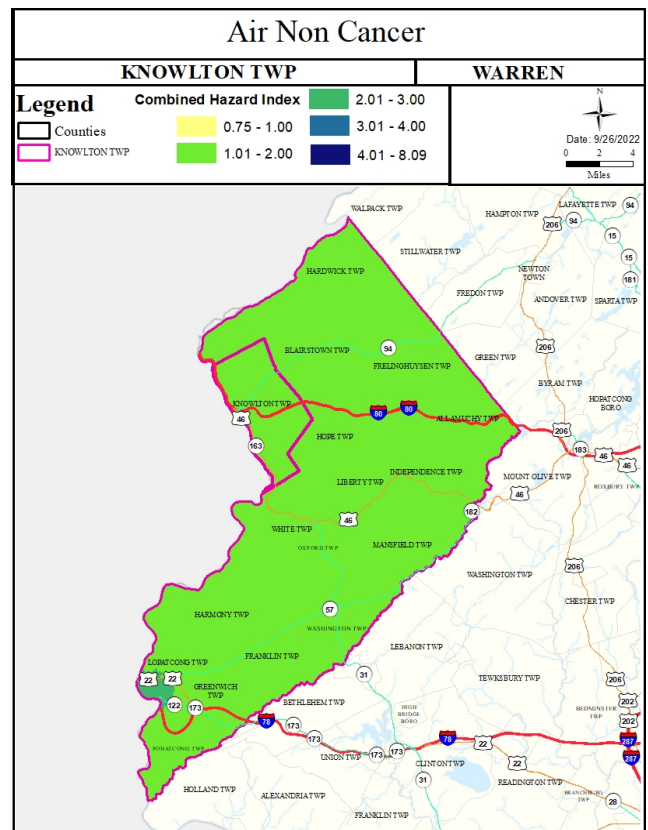 Air Non Cancer
KNOWLTON TWP
WARREN
Legend
Counties
KNOWLTON TWP
Combined Hazard Index
0.75 - 1.00
1.01 - 2.00
2.01 - 3.00
3.01 - 4.00
4.01 - 8.09
N
Date: 9/26/2022
0 2 4
Miles
WALPACK TWP
LAFAYETTE TWP
94
HAMPTON TWP
94
206
15
STILLWATER TWP
15
HARDWICK TWP
NEWTON
TOWN
181
FREDON TWP
ANDOVER TWP
SPARTA TWP
94
206
BLAIRSTOWN TWP
GREEN TWP
FRELINGHUYSEN TWP
BYRAM TWP
HOPATCONG
BORO
KNOWLTON TWP
80
80
46
ALLAMUCHY TWP
206
163
HOPE TWP
183
46
46
INDEPENDENCE TWP
MOUNT OLIVE TWP
LIBERTY TWP
ROXBURY TWP
46
182
46
WHITE TWP
OXFORD TWP
MANSFIELD TWP
206
WASHINGTON TWP
CHESTER TWP
57
HARMONY TWP
WASHINGTON TWP
LEBANON TWP
FRANKLIN TWP
LOPATCONG TWP
31
TEWKSBURY TWP
22
22
206
GREENWICH
TWP
BETHLEHEM TWP
202
122
173
HIGH
BRIDGE
BORO
BEDMINSTER
TWP
78
173
202
173
78
22
287
POHATCONG TWP
173
173
UNION TWP
287
CLINTON TWP
22
31
HOLLAND TWP
READINGTON TWP
ALEXANDRIA TWP
BRANCHBURG
TWP
28
FRANKLIN TWP